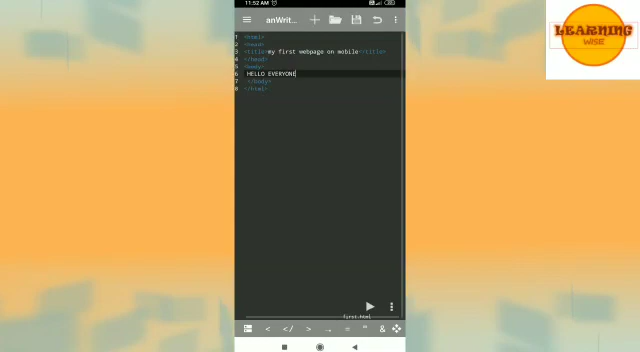 11:52 AM
anWrit...
LEARNING
WISE
1 <html>
2 <head>
3 <title>my first webpage on mobile<title>
4 </head>
5 <body>
6 HELLO EVERYONE
7 </body>
8 </html>
first.html
< </ > = " &